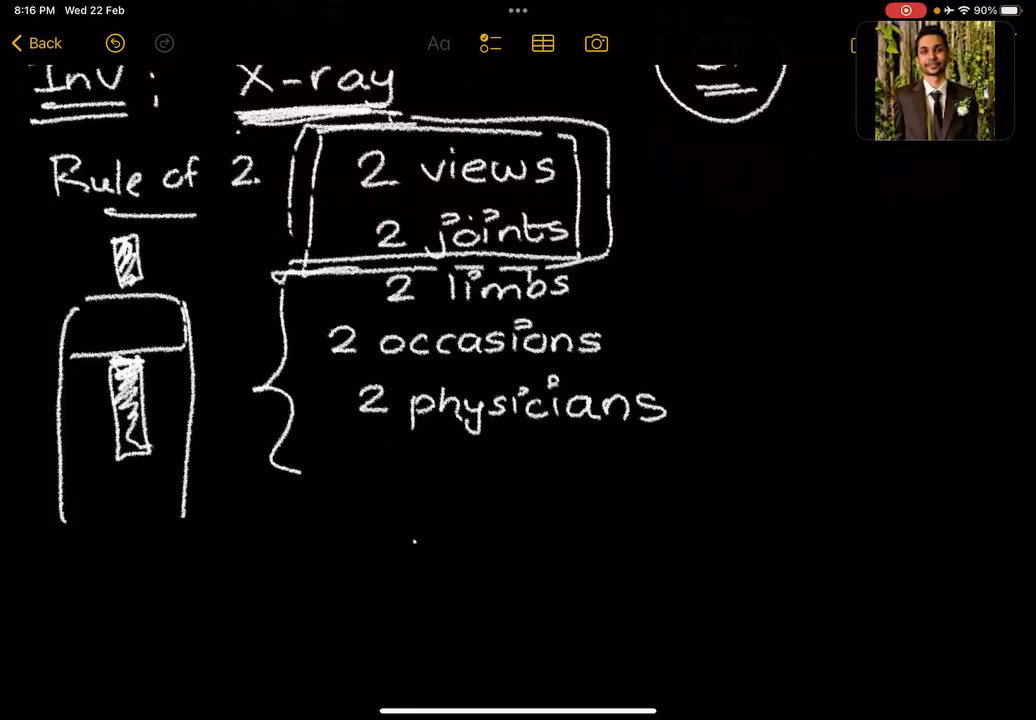 8:16 PM Wed 22 Feb
90%
Back
Aa
Inv : X-ray
Rule of 2. 2 views
2 joints
2 limbs
2 occasions
2 physicians